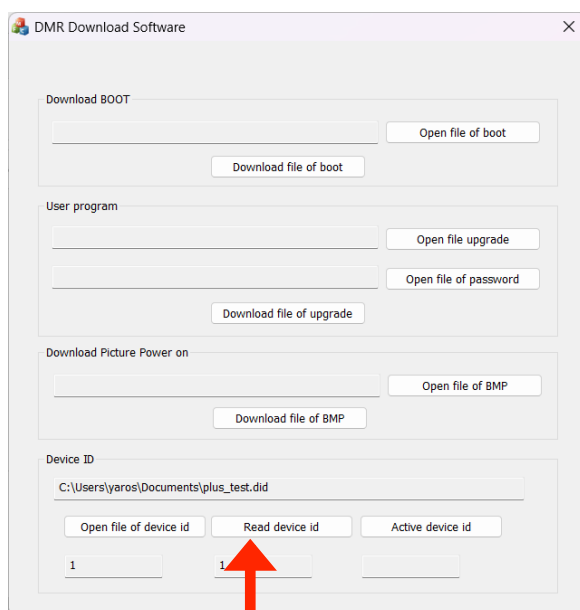 DMR Download Software
Download BOOT
Open file of boot
Download file of boot
User program
Open file upgrade
Open file of password
Download file of upgrade
Download Picture Power on
Open file of BMP
Download file of BMP
Device ID
C:\Users\yaros\Documents\plus_test.did
Open file of device id Read device id Active device id
1 1